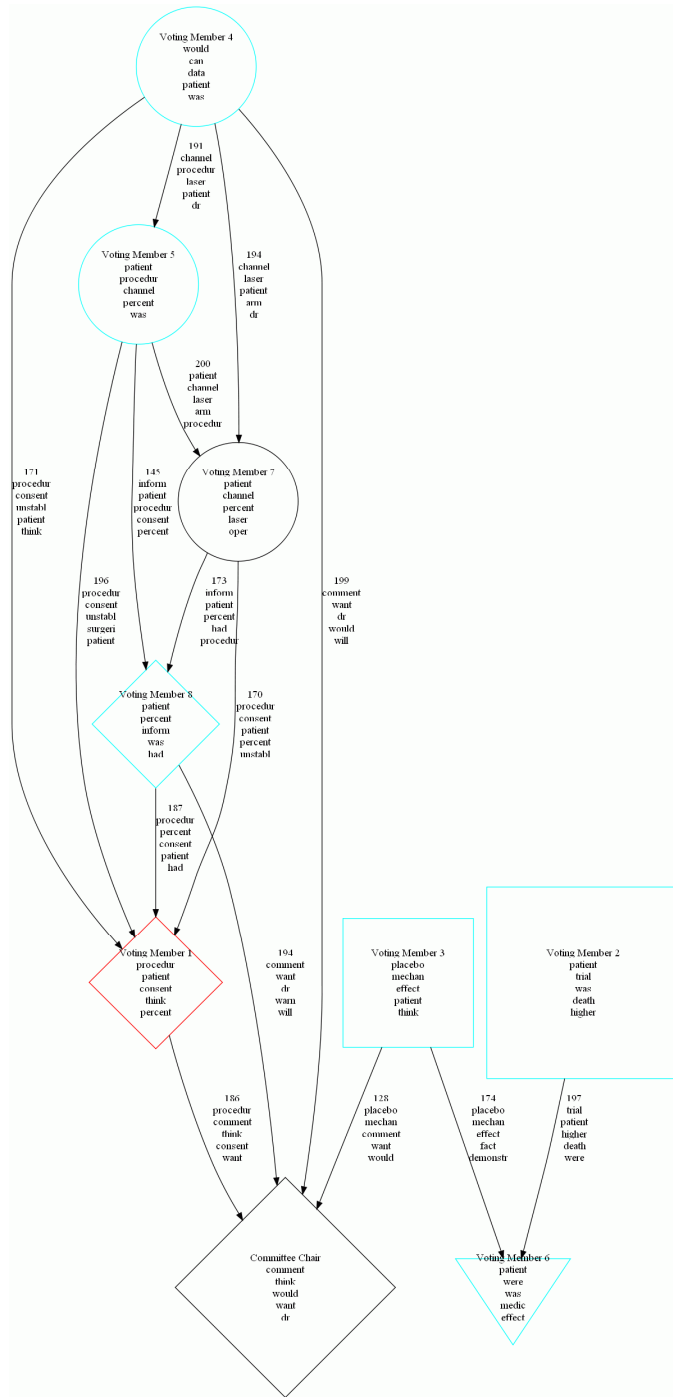 Voting Member 4
would
can
data
patient
was
191
channel
procedur
laser
patient
dr
Voting Member 5
patient
procedur
channel
percent
was
194
channel
laser
patient
arm
dr
200
patient
channel
laser
arm
procedur
171
procedur
consent
unstabl
patient
think
145
inform
patient
procedur
consent
percent
Voting Member 7
patient
channel
percent
laser
oper
196
procedur
consent
unstabl
surgeri
patient
173
inform
patient
percent
had
procedur
199
comment
want
dr
would
will
Voting Member 8
patient
percent
inform
was
had
170
procedur
consent
patient
percent
unstabl
187
procedur
percent
consent
patient
had
Voting Member 1
procedur
patient
consent
think
percent
194
comment
want
dr
warn
will
Voting Member 3
placebo
mechan
effect
patient
think
Voting Member 2
patient
trial
was
death
higher
186
procedur
comment
think
consent
want
128
placebo
mechan
comment
want
would
174
placebo
mechan
effect
fact
demonstr
197
trial
patient
higher
death
were
Committee Chair
comment
think
would
want
dr
Voting Member 6
patient
were
was
medic
effect